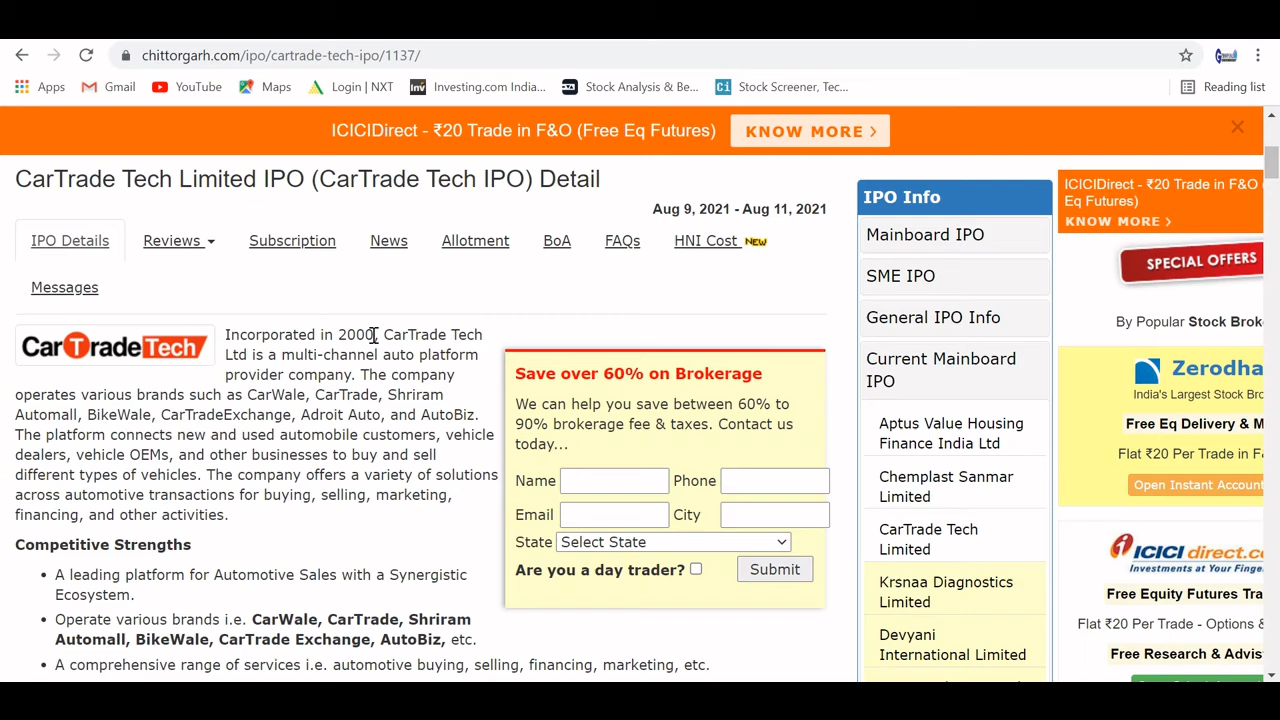 chittorgarh.com/ipo/cartrade-tech-ipo/1137/
Apps Gmail YouTube Maps Login | NXT Inv Investing.com India... Stock Analysis & Be... Ci Stock Screener, Tec... Reading list
ICICIDirect - ₹20 Trade in F&O (Free Eq Futures) KNOW MORE >
CarTrade Tech Limited IPO (CarTrade Tech IPO) Detail
Aug 9, 2021 - Aug 11, 2021
IPO Details Reviews Subscription News Allotment BoA FAQs HNI Cost NEW
Messages
CarTradeTech
Incorporated in 2000, CarTrade Tech
Ltd is a multi-channel auto platform
provider company. The company
operates various brands such as CarWale, CarTrade, Shriram
Automall, BikeWale, CarTradeExchange, Adroit Auto, and AutoBiz.
The platform connects new and used automobile customers, vehicle
dealers, vehicle OEMs, and other businesses to buy and sell
different types of vehicles. The company offers a variety of solutions
across automotive transactions for buying, selling, marketing,
financing, and other activities.
Competitive Strengths
• A leading platform for Automotive Sales with a Synergistic
Ecosystem.
• Operate various brands i.e. CarWale, CarTrade, Shriram
Automall, BikeWale, CarTrade Exchange, AutoBiz, etc.
• A comprehensive range of services i.e. automotive buying, selling, financing, marketing, etc.
Save over 60% on Brokerage
We can help you save between 60% to
90% brokerage fee & taxes. Contact us
today...
Name Phone
Email City
State Select State
Are you a day trader? Submit
IPO Info
Mainboard IPO
SME IPO
General IPO Info
Current Mainboard
IPO
Aptus Value Housing
Finance India Ltd
Chemplast Sanmar
Limited
CarTrade Tech
Limited
Krsnaa Diagnostics
Limited
Devyani
International Limited
ICICIDirect - ₹20 Trade in F&O
Eq Futures)
KNOW MORE >
SPECIAL OFFERS
By Popular Stock Brok
Zerodha
India's Largest Stock Bro
Free Eq Delivery & M
Flat ₹20 Per Trade in F
Open Instant Account
ICICI direct.co
Investments at Your Finge
Free Equity Futures Tra
Flat ₹20 Per Trade - Options &
Free Research & Advis